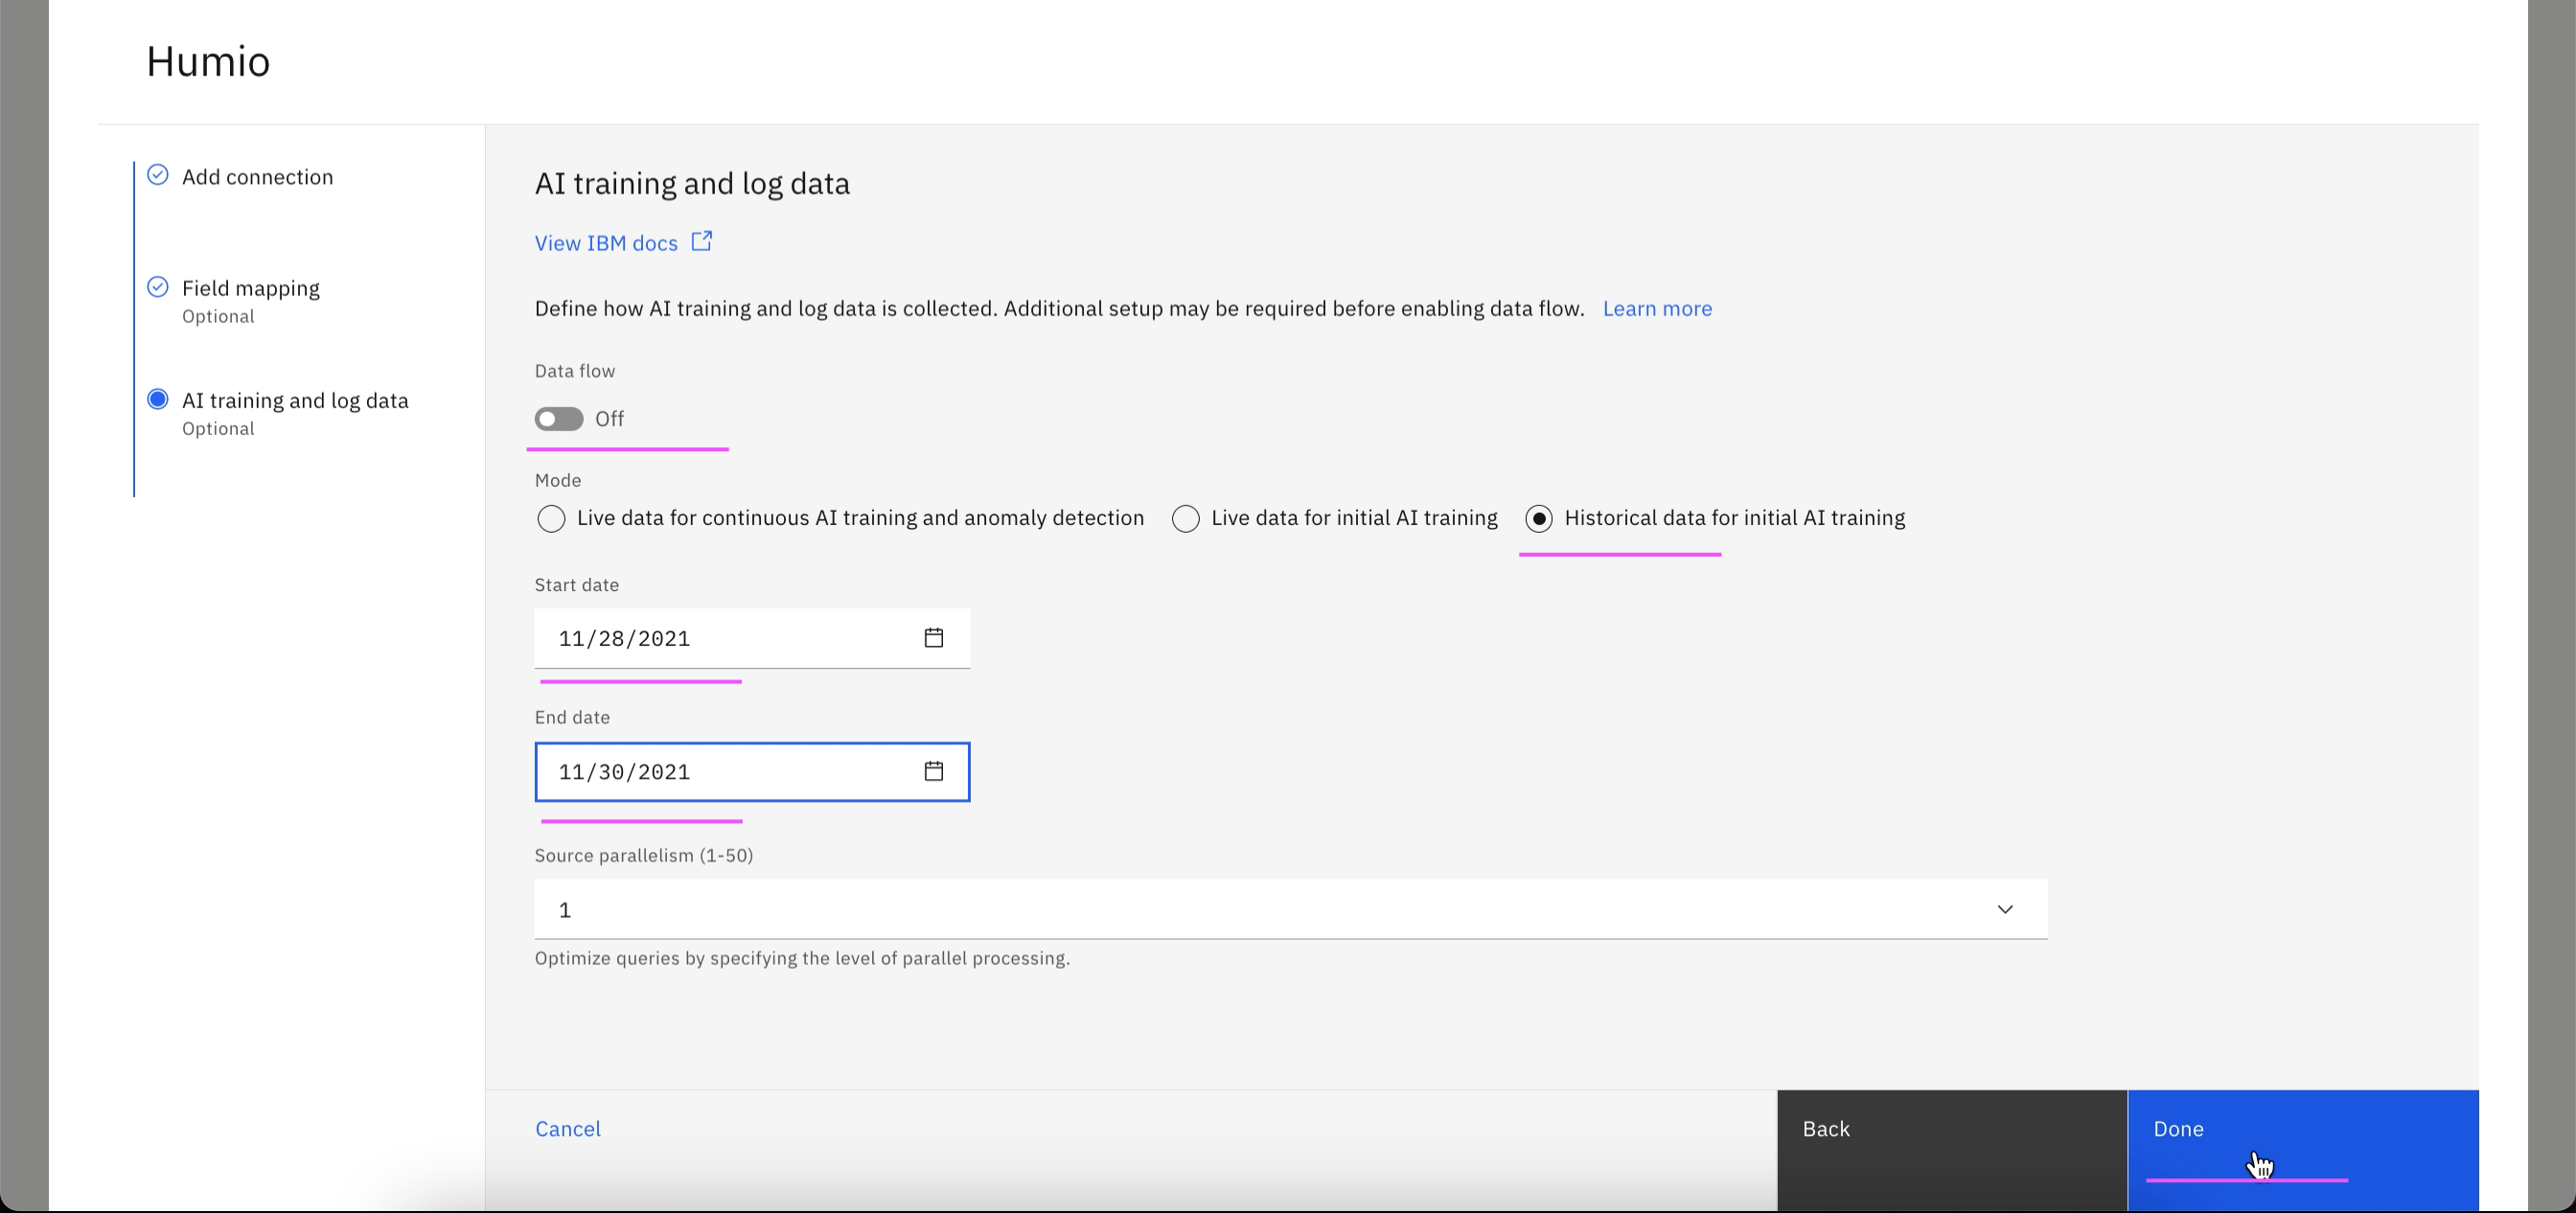 Humio
Add connection
Field mapping
Optional
AI training and log data
Optional
AI training and log data
View IBM docs
Define how AI training and log data is collected. Additional setup may be required before enabling data flow. Learn more
Data flow
Off
Mode
Live data for continuous AI training and anomaly detection Live data for initial AI training Historical data for initial AI training
Start date
11/28/2021
End date
11/30/2021
Source parallelism (1-50)
1
Optimize queries by specifying the level of parallel processing.
Cancel Back Done